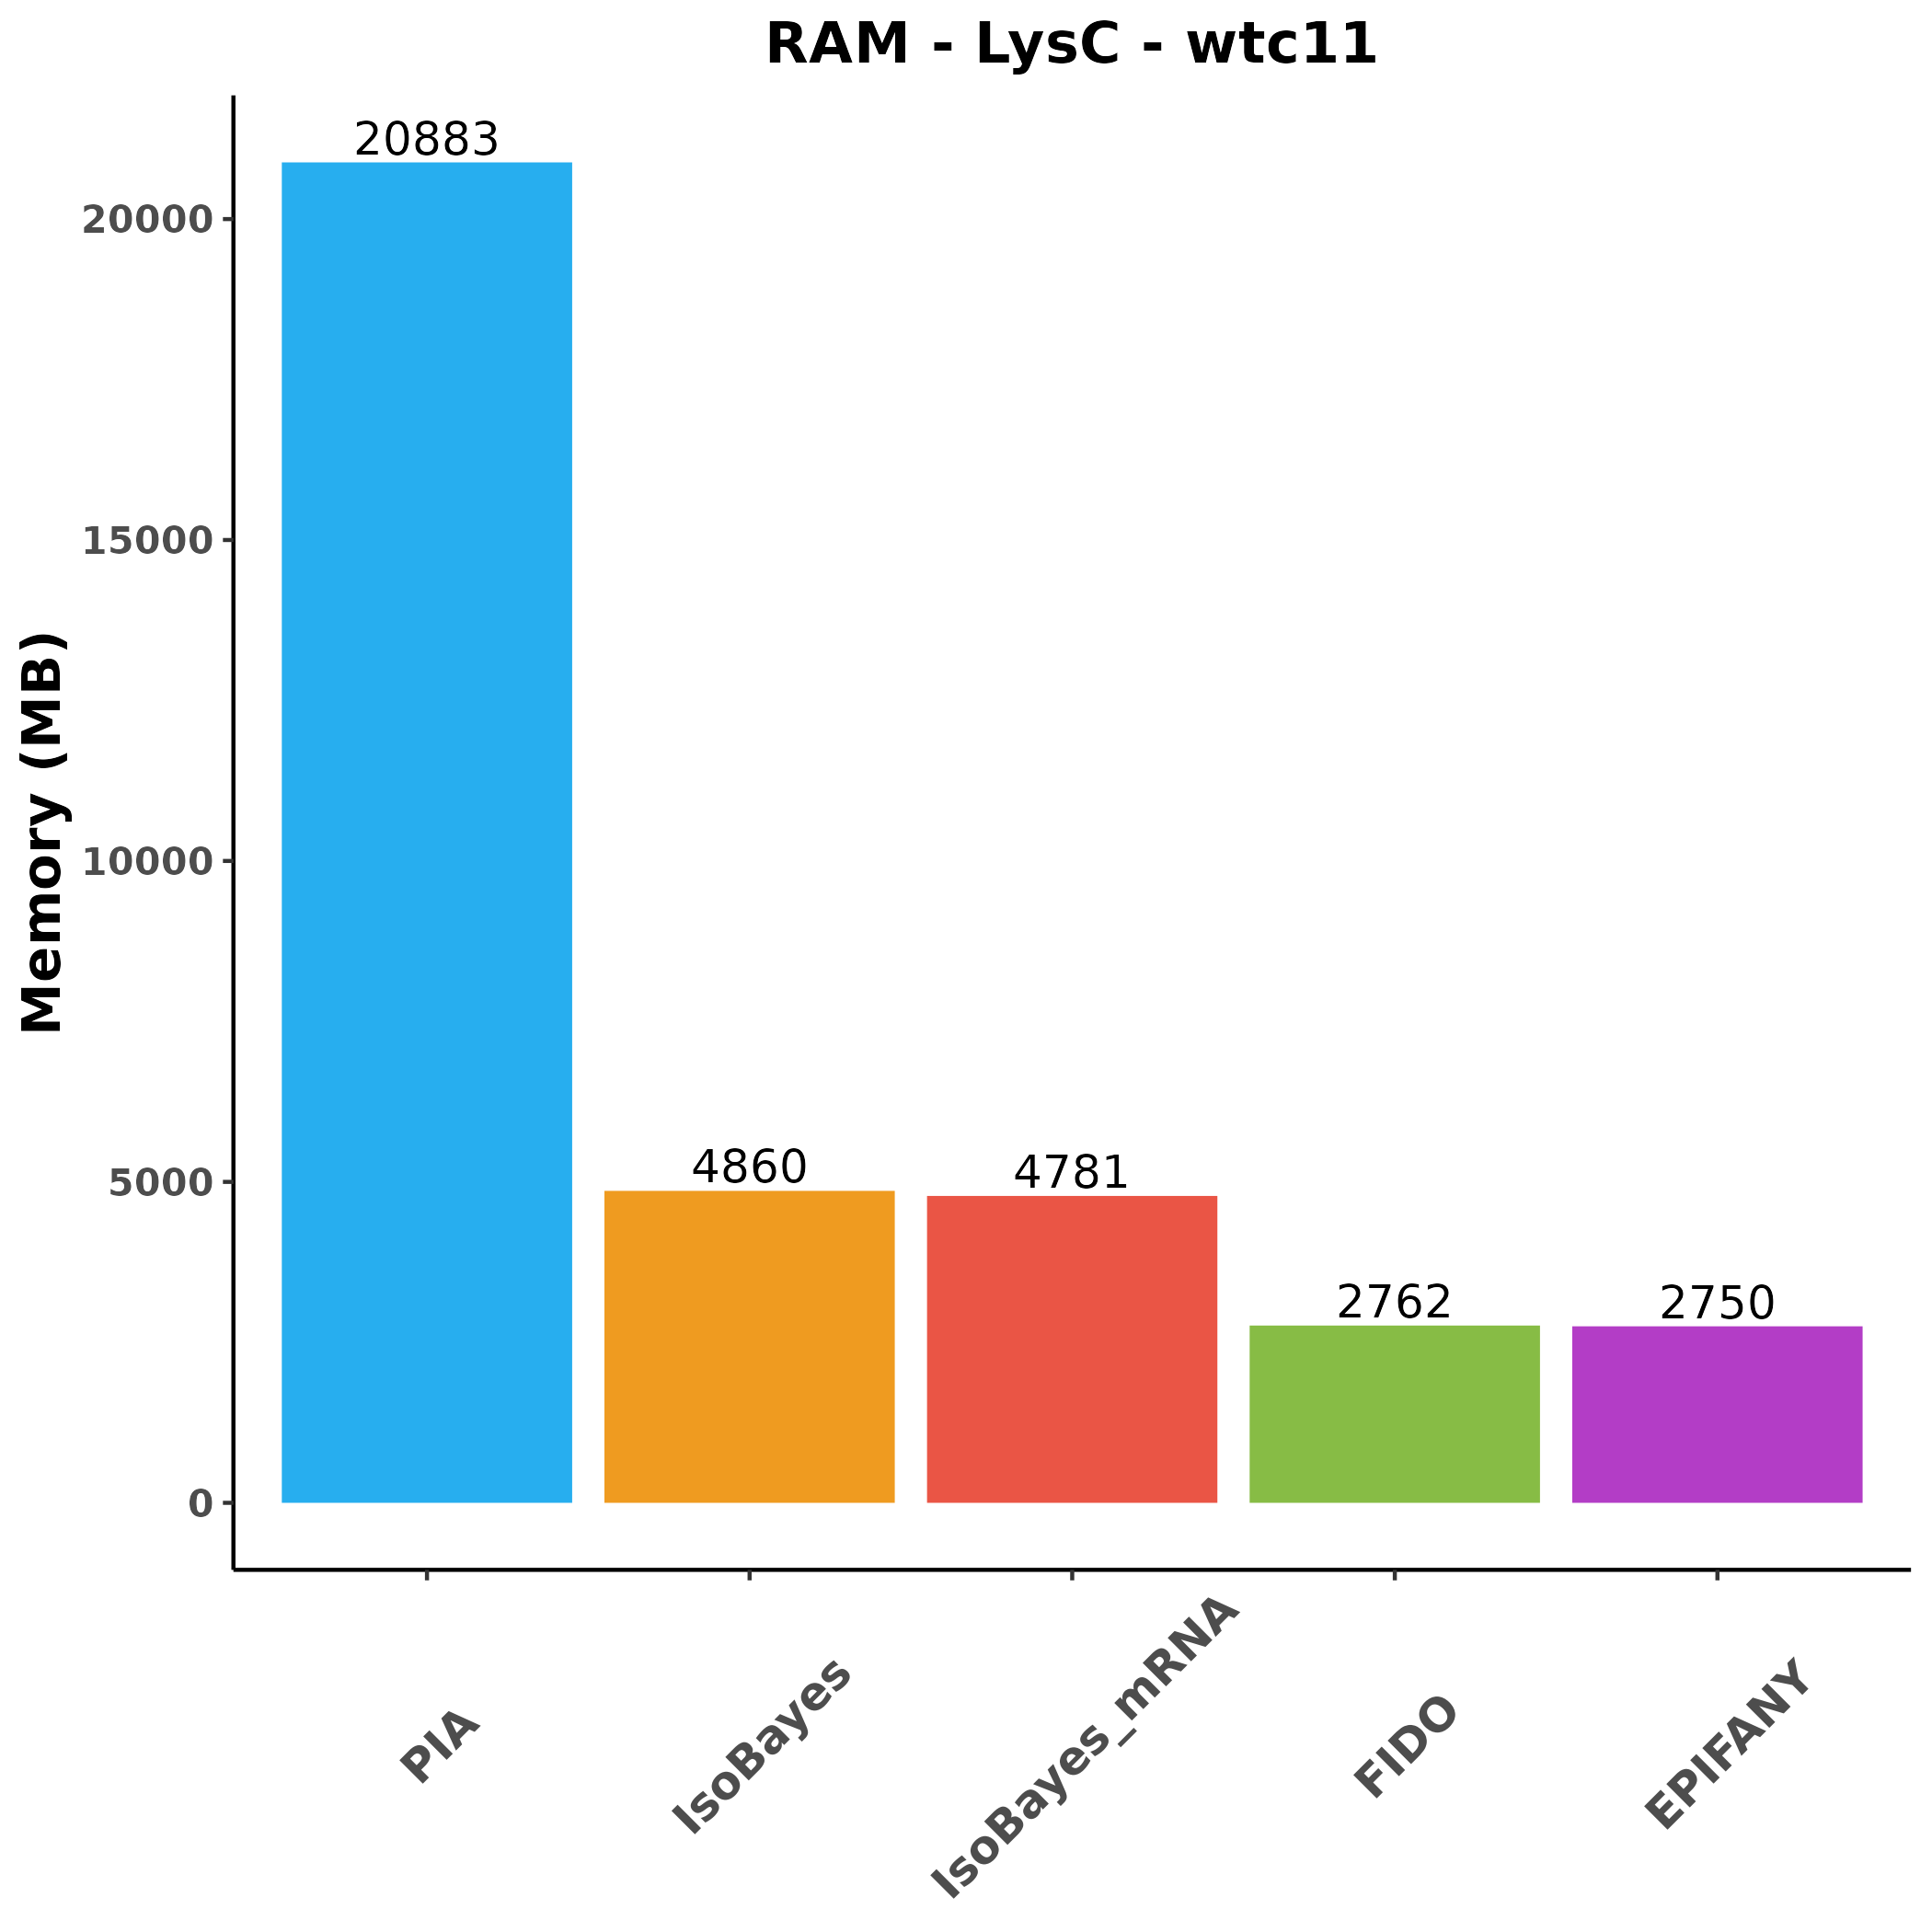 RAM - LysC - wtc11
Memory (MB)
20000
15000
10000
5000
0
20883
4860
4781
2762
2750
PIA
IsoBayes
IsoBayes_mRNA
FIDO
EPIFANY